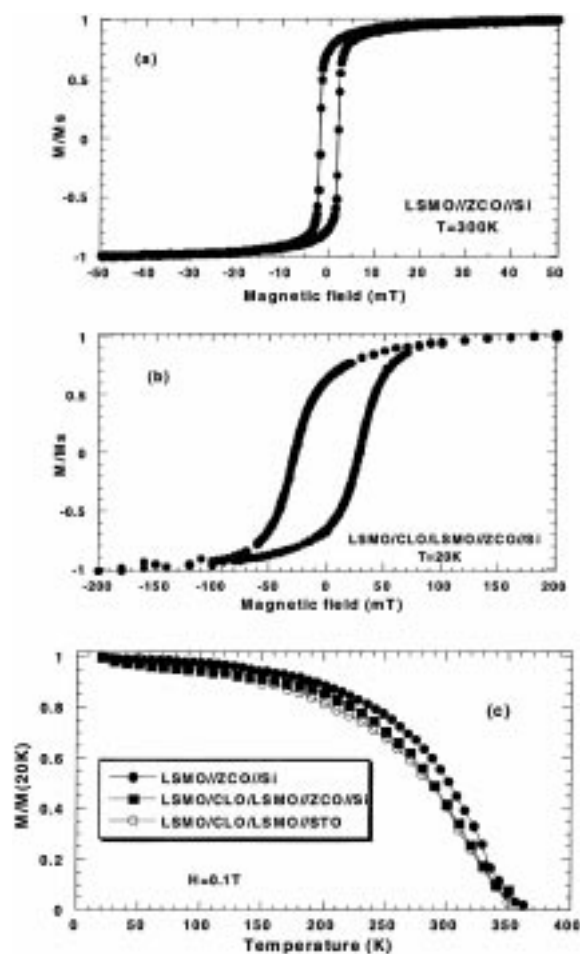 (a)
M/Ms
1
0.5
0
-0.5
-1
LSMO//ZCO//Si
T=300K
-50 -40 -30 -20 -10 0 10 20 30 40 50
Magnetic field (mT)
(b)
M/Ms
1
0.5
0
-0.5
-1
LSMO/CLO/LSMO//ZCO//Si
T=20K
-200 -150 -100 -50 0 50 100 150 200
Magnetic field (mT)
(c)
M/M(20K)
1
0.8
0.6
0.4
0.2
0
LSMO//ZCO//Si
LSMO/CLO/LSMO//ZCO//Si
LSMO/CLO/LSMO//STO
H=0.1T
0 50 100 150 200 250 300 350 400
Temperature (K)